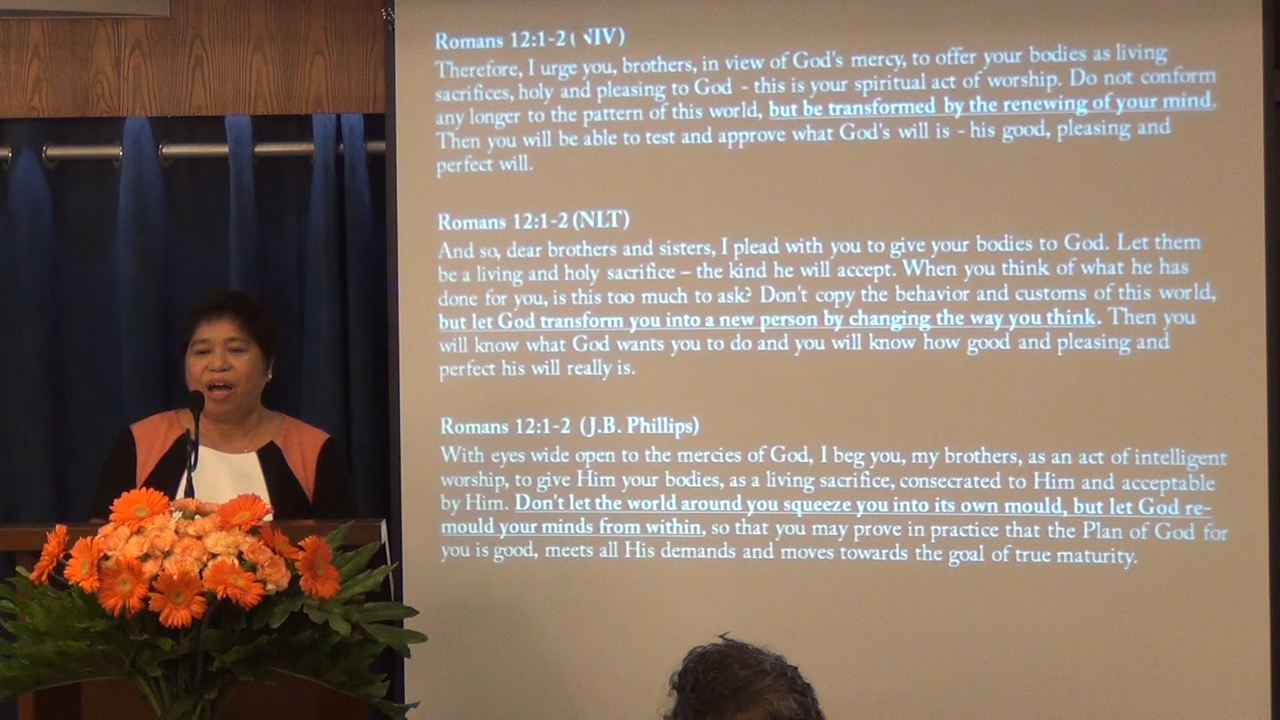 Romans 12:1-2 ( NIV)
Therefore, I urge you, brothers, in view of God's mercy, to offer your bodies as living
sacrifices, holy and pleasing to God - this is your spiritual act of worship. Do not conform
any longer to the pattern of this world, but be transformed by the renewing of your mind.
Then you will be able to test and approve what God's will is - his good, pleasing and
perfect will.
Romans 12:1-2 (NLT)
And so, dear brothers and sisters, I plead with you to give your bodies to God. Let them
be a living and holy sacrifice – the kind he will accept. When you think of what he has
done for you, is this too much to ask? Don't copy the behavior and customs of this world,
but let God transform you into a new person by changing the way you think. Then you
will know what God wants you to do and you will know how good and pleasing and
perfect his will really is.
Romans 12:1-2 (J.B. Phillips)
With eyes wide open to the mercies of God, I beg you, my brothers, as an act of intelligent
worship, to give Him your bodies, as a living sacrifice, consecrated to Him and acceptable
by Him. Don't let the world around you squeeze you into its own mould, but let God re-
mould your minds from within, so that you may prove in practice that the Plan of God for
you is good, meets all His demands and moves towards the goal of true maturity.